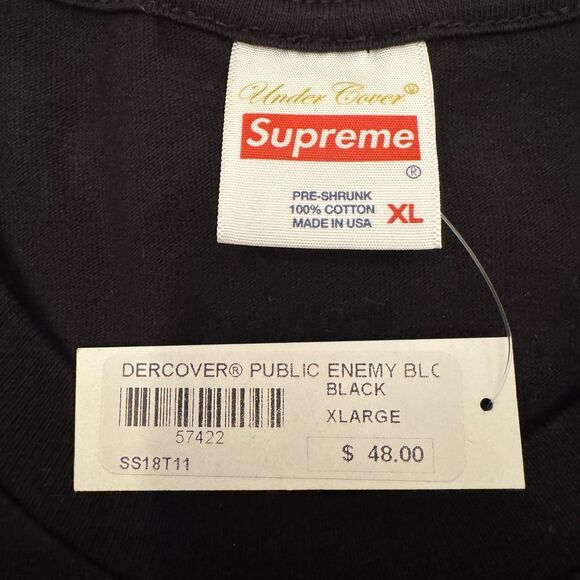 Under Cover®
Supreme
®
PRE-SHRUNK
100% COTTON
MADE IN USA
XL
DERCOVER® PUBLIC ENEMY BLC
BLACK
XLARGE
57422
$ 48.00
SS18T11